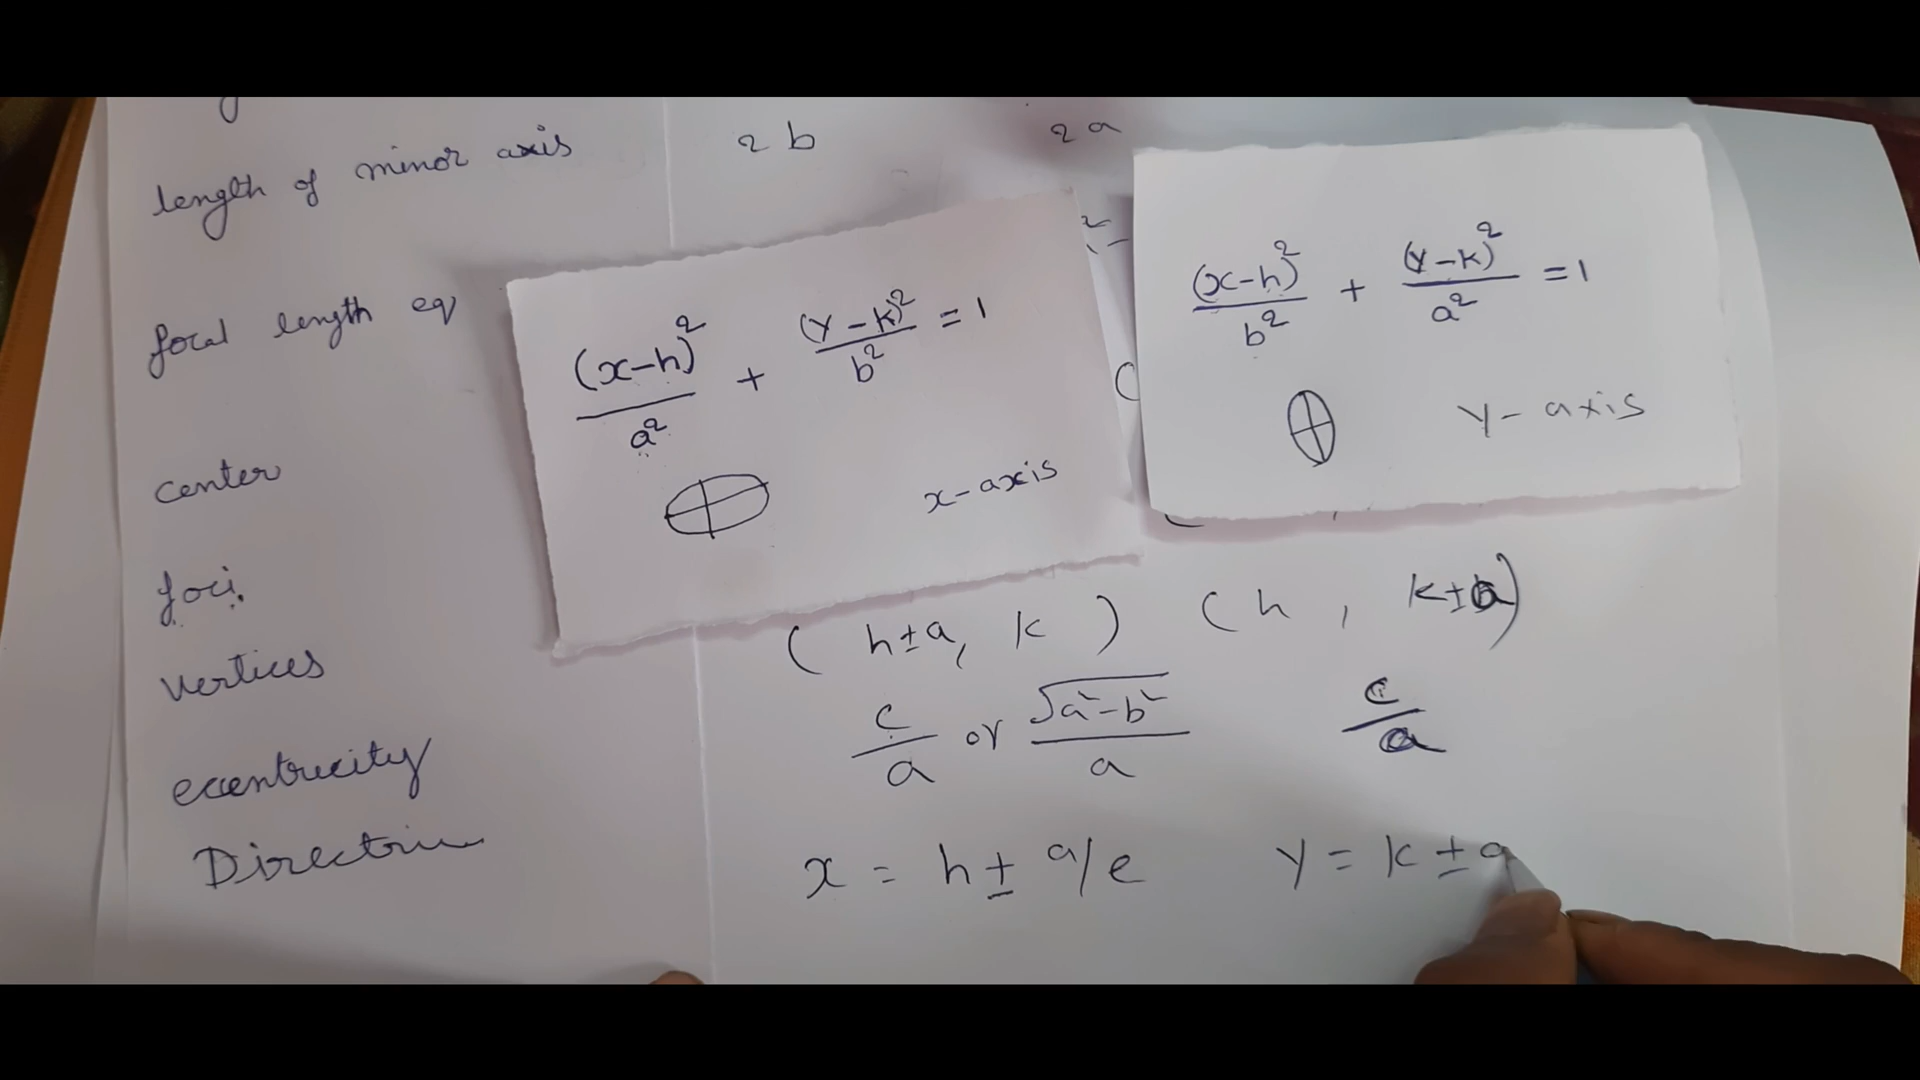 length of minor axis 2b 2a
focal length eq
(x-h)²/a² + (Y-k)²/b² = 1
x-axis
(x-h)²/b² + (Y-k)²/a² = 1
Y-axis
center
foci
vertices (h±a, k) (h, k±a)
eccentricity c/a or √a²-b²/a c/a
x = h ± a/e Y = k ± a